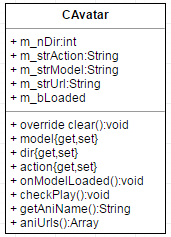 CAvatar
+ m_nDir:int
+ m_strAction:String
+ m_strModel:String
+ m_strUrl:String
+ m_bLoaded
+ override clear():void
+ model{get,set}
+ dir{get,set}
+ action{get,set}
+ onModelLoaded():void
+ checkPlay():void
+ getAniName():String
+ aniUrls():Array